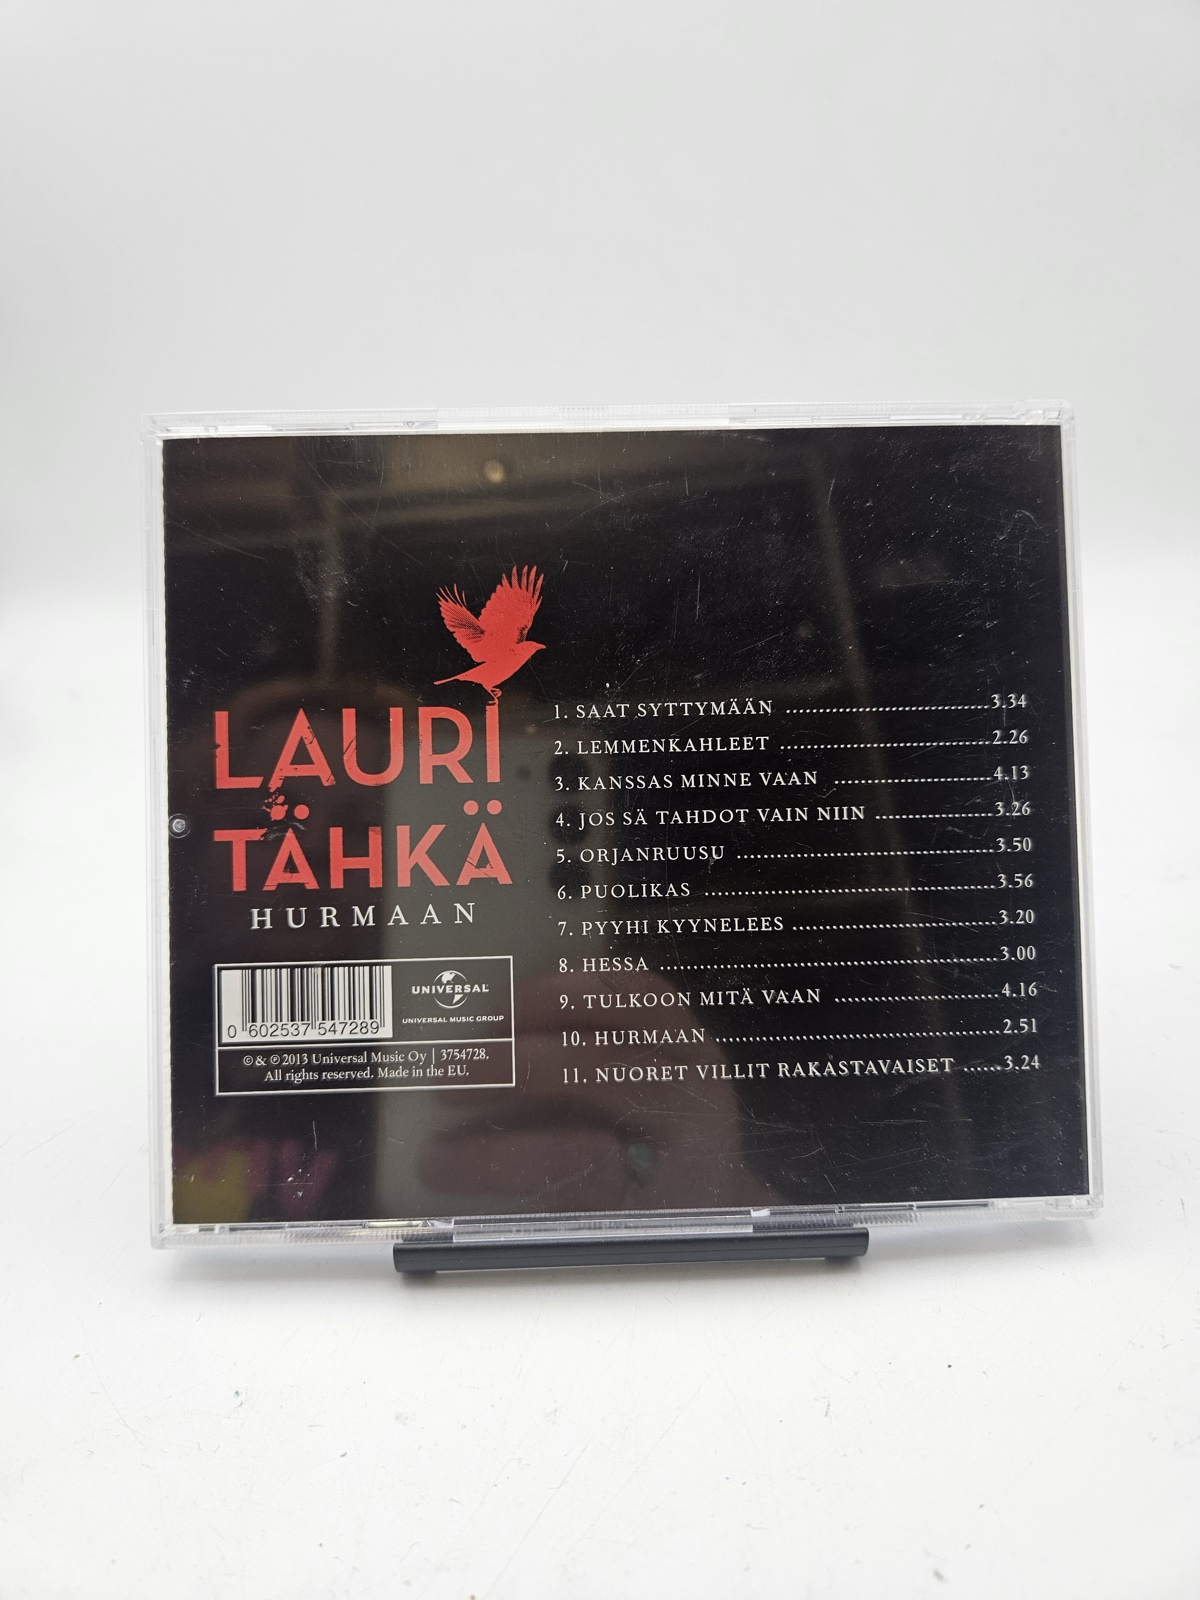 LAURI
TÄHKÄ
HURMAAN
1. SAAT SYTTYMÄÄN ........................ 3.34
2. LEMMENKAHLEET ........................ 2.26
3. KANSSAS MINNE VAAN ........................ 4.13
4. JOS SÄ TAHDOT VAIN NIIN ........................ 3.26
5. ORJANRUUSU ........................ 3.50
6. PUOLIKAS ........................ 3.56
7. PYYHI KYYNELEES ........................ 3.20
8. HESSA ........................ 3.00
9. TULKOON MITÄ VAAN ........................ 4.16
10. HURMAAN ........................ 2.51
11. NUORET VILLIT RAKASTAVAISET ...... 3.24
0 602537 547289
UNIVERSAL
UNIVERSAL MUSIC GROUP
© & ℗ 2013 Universal Music Oy | 3754728.
All rights reserved. Made in the EU.